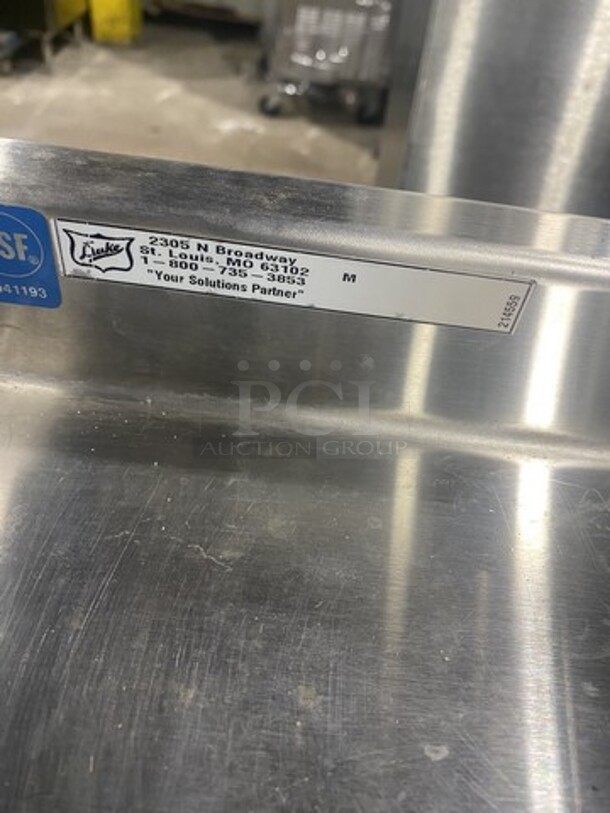 SF®
041193
Duke
2305 N Broadway
St. Louis, MO 63102
1-800-735-3853
"Your Solutions Partner"
M
214559
PCI
AUCTION GROUP